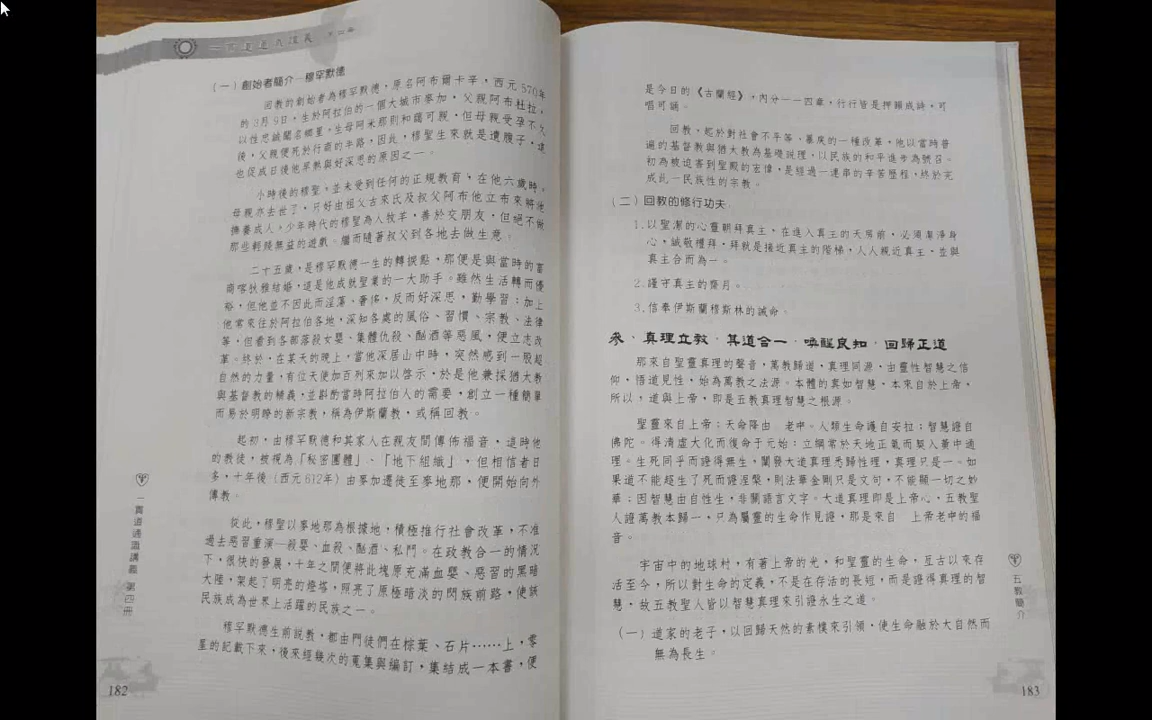 一貫道通識講義 第四冊
(一)創始者簡介—穆罕默德
回教的創始者為穆罕默德,原名阿布爾卡辛,西元570年
的3月9日,生於阿拉伯的一個大城市麥加,父親阿布杜拉,
以性忠誠聞名鄉里,生母阿米那則和藹可親,但母親受孕不久
後,父親便死於行商的半路,因此,穆聖生來就是遺腹子,這
也促成日後他早熟與好深思的原因之一。
小時後的穆聖,並未受到任何的正規教育,在他六歲時,
母親亦去世了,只好由祖父古來氏及叔父阿布他立布來將他
撫養成人,少年時代的穆聖為人牧羊,善於交朋友,但絕不做
那些輕賤無益的遊戲。繼而隨著叔父到各地去做生意。
二十五歲,是穆罕默德一生的轉捩點,那便是與當時的富
商喀狄雅結婚,這是他成就聖業的一大助手。雖然生活轉而優
裕,但他並不因此而淫蕩、奢侈,反而好深思,勤學習;加上
他常來往於阿拉伯各地,深知各處的風俗、習慣、宗教、法律
等,但看到各部落殺女嬰、集體仇殺、酗酒等惡風,便立志改
革。終於,在某天的晚上,當他深居山中時,突然感到一股超
自然的力量,有位天使加百列來加以啓示,於是他兼採猶太教
與基督教的精義,並斟酌當時阿拉伯人的需要,創立一種簡單
而易於明瞭的新宗教,稱為伊斯蘭教,或稱回教。
起初,由穆罕默德和其家人在親友間傳佈福音,這時他
的教徒,被視為「秘密團體」、「地下組織」,但相信者日
多,十年後(西元612年)由麥加遷徙至麥地那,便開始向外
傳教。
從此,穆聖以麥地那為根據地,積極推行社會改革,不准
過去惡習重演—殺嬰、血殺、酗酒、私鬥。在政教合一的情況
下,很快的發展,十年之間便將此塊原充滿血嬰、惡習的黑暗
大陸,架起了明亮的燈塔,照亮了原極暗淡的閃族前路,使該
民族成為世界上活躍的民族之一。
穆罕默德生前說教,都由門徒們在棕葉、石片……上,零
星的記載下來,後來經幾次的蒐集與編訂,集結成一本書,便
182
是今日的《古蘭經》,內分一一四章,行行皆是押韻成詩,可
唱可誦。
回教,起於對社會不平等、暴戾的一種改革,他以當時普
遍的基督教與猶太教為基礎說理,以民族的和平進步為號召。
初為被迫害到聖殿的宏偉,是經過一連串的辛苦歷程,終於完
成此一民族性的宗教。
(二)回教的修行功夫
1.以聖潔的心靈朝拜真主,在進入真主的天房前,必須潔淨身
心,誠敬禮拜,拜就是接近真主的階梯,人人親近真主,並與
真主合而為一。
2.謹守真主的齋月。
3.信奉伊斯蘭穆斯林的誡命。
參、真理立教,其道合一,喚醒良知,回歸正道
那來自聖靈真理的聲音,萬教歸道,真理同源,由靈性智慧之信
仰,悟道見性,始為萬教之法源。本體的真如智慧,本來自於上帝,
所以,道與上帝,即是五教真理智慧之根源。
聖靈來自上帝;天命降由 老中。人類生命護自安拉;智慧證自
佛陀。得清虛大化而復命于元始;立綱常於天地正氣而契入黃中通
理。生死同乎而證得無生,闡發大道真理悉歸性理,真理只是一。如
果道不能超生了死而證涅槃,則法華金剛只是文句,不能顯一切之妙
華;因智慧由自性生,非關語言文字。大道真理即是上帝心,五教聖
人證萬教本歸一,只為屬靈的生命作見證,那是來自 上帝老中的福
音。
宇宙中的地球村,有著上帝的光,和聖靈的生命,亙古以來存
活至今,所以對生命的定義,不是在存活的長短,而是證得真理的智
慧,故五教聖人皆以智慧真理來引證永生之道。
(一)道家的老子,以回歸天然的素樸來引領,使生命融於大自然而
無為長生。
五教簡介
183